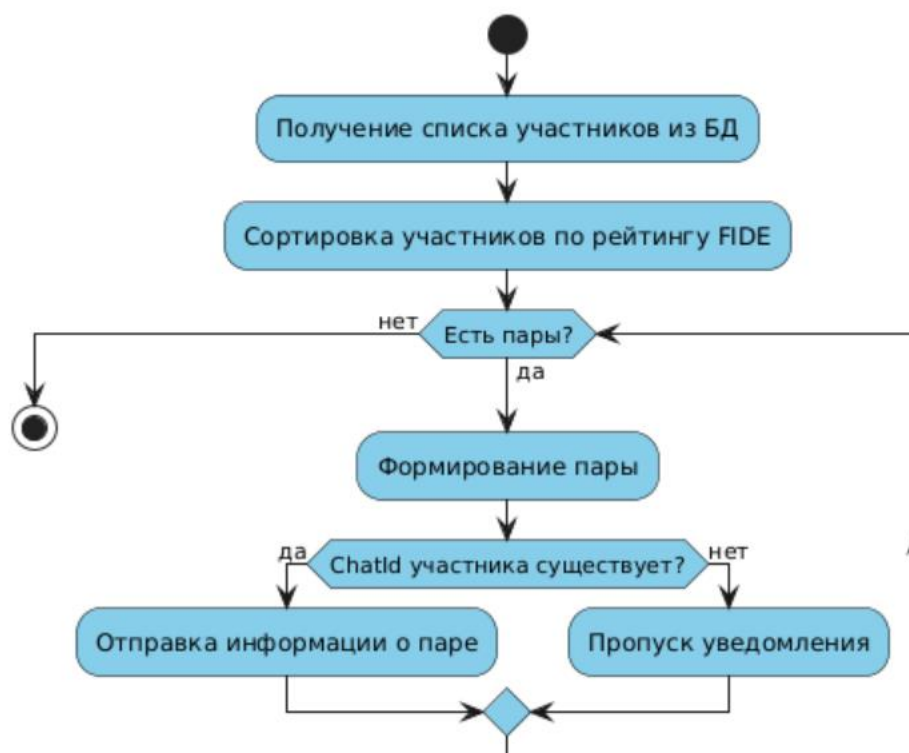 Получение списка участников из БД
Сортировка участников по рейтингу FIDE
нет
Есть пары?
да
Формирование пары
да
ChatId участника существует?
нет
Отправка информации о паре
Пропуск уведомления